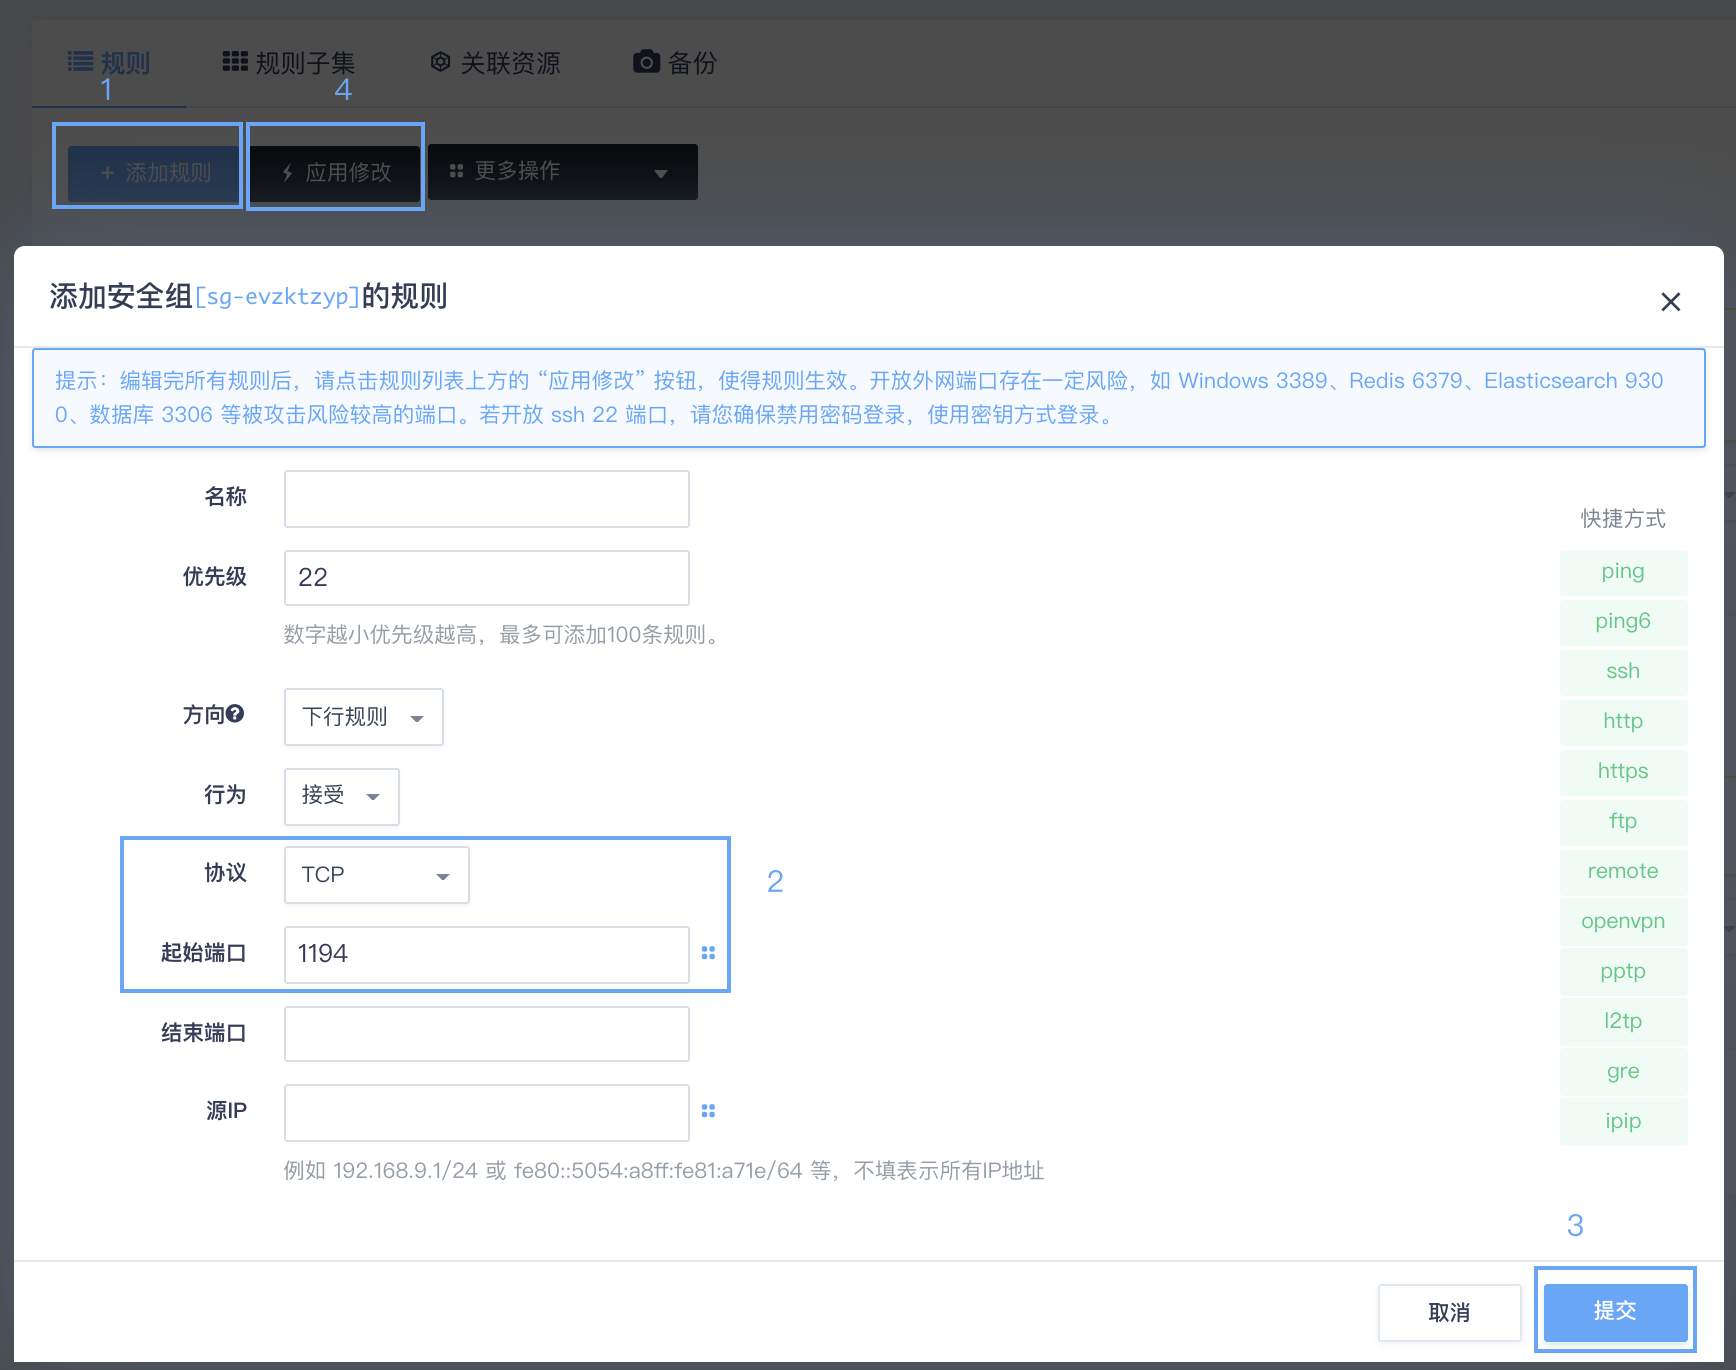 规则 规则子集 关联资源 备份
1 4
+ 添加规则 应用修改 更多操作
添加安全组[sg-evzktzyp]的规则
提示：编辑完所有规则后，请点击规则列表上方的 “应用修改” 按钮，使得规则生效。开放外网端口存在一定风险，如 Windows 3389、Redis 6379、Elasticsearch 930
0、数据库 3306 等被攻击风险较高的端口。若开放 ssh 22 端口，请您确保禁用密码登录，使用密钥方式登录。
名称
优先级 22
数字越小优先级越高，最多可添加100条规则。
方向 下行规则
行为 接受
协议 TCP
2
起始端口 1194
结束端口
源IP
例如 192.168.9.1/24 或 fe80::5054:a8ff:fe81:a71e/64 等，不填表示所有IP地址
快捷方式
ping
ping6
ssh
http
https
ftp
remote
openvpn
pptp
l2tp
gre
ipip
3
取消 提交